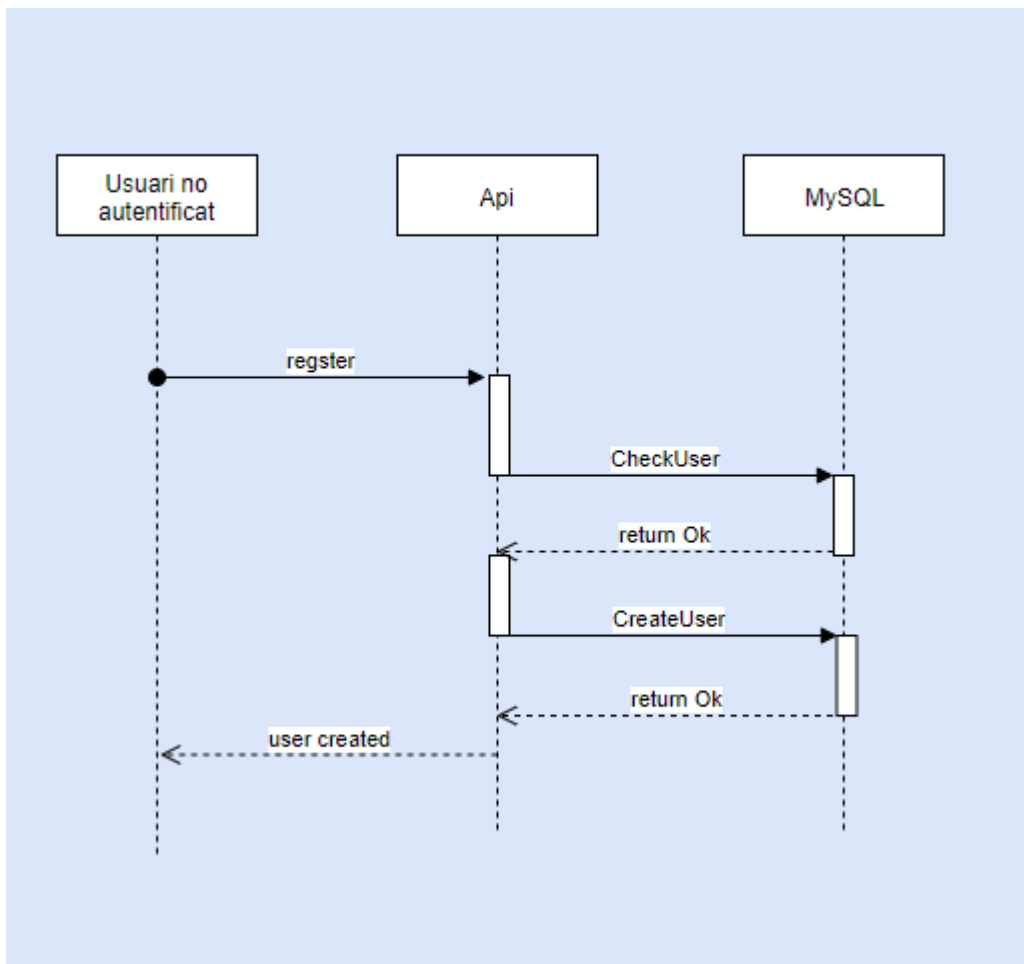 Usuari no
autentificat
Api
MySQL
regster
CheckUser
return Ok
CreateUser
return Ok
user created